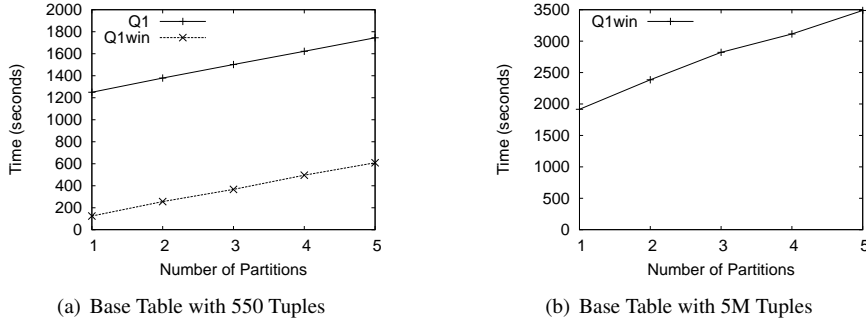 Q1
Q1win
2000
1800
1600
1400
1200
1000
800
600
400
200
0
Time (seconds)
1 2 3 4 5
Number of Partitions
(a) Base Table with 550 Tuples
Q1win
3500
3000
2500
2000
1500
1000
500
0
Time (seconds)
1 2 3 4 5
Number of Partitions
(b) Base Table with 5M Tuples